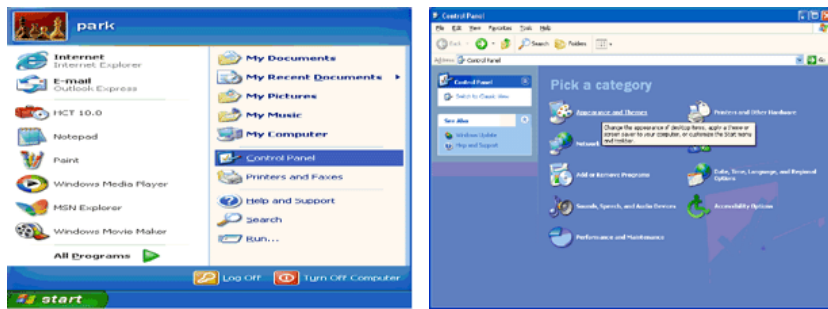 park
Internet
Internet Explorer
E-mail
Outlook Express
HCT 10.0
Notepad
Paint
Windows Media Player
MSN Explorer
Windows Movie Maker
All Programs
My Documents
My Recent Documents
My Pictures
My Music
My Computer
Control Panel
Printers and Faxes
Help and Support
Search
Run...
Log Off
Turn Off Computer
start
Control Panel
File Edit View Favorites Tools Help
Back
Search
Folders
Address
Control Panel
Go
Control Panel
Switch to Classic View
See Also
Windows Update
Help and Support
Pick a category
Appearance and Themes
Printers and Other Hardware
Change the appearance of desktop items, apply a theme or
screen saver to your computer, or customize the Start menu
and taskbar.
Network
Add or Remove Programs
Date, Time, Language, and Regional
Options
Sounds, Speech, and Audio Devices
Accessibility Options
Performance and Maintenance